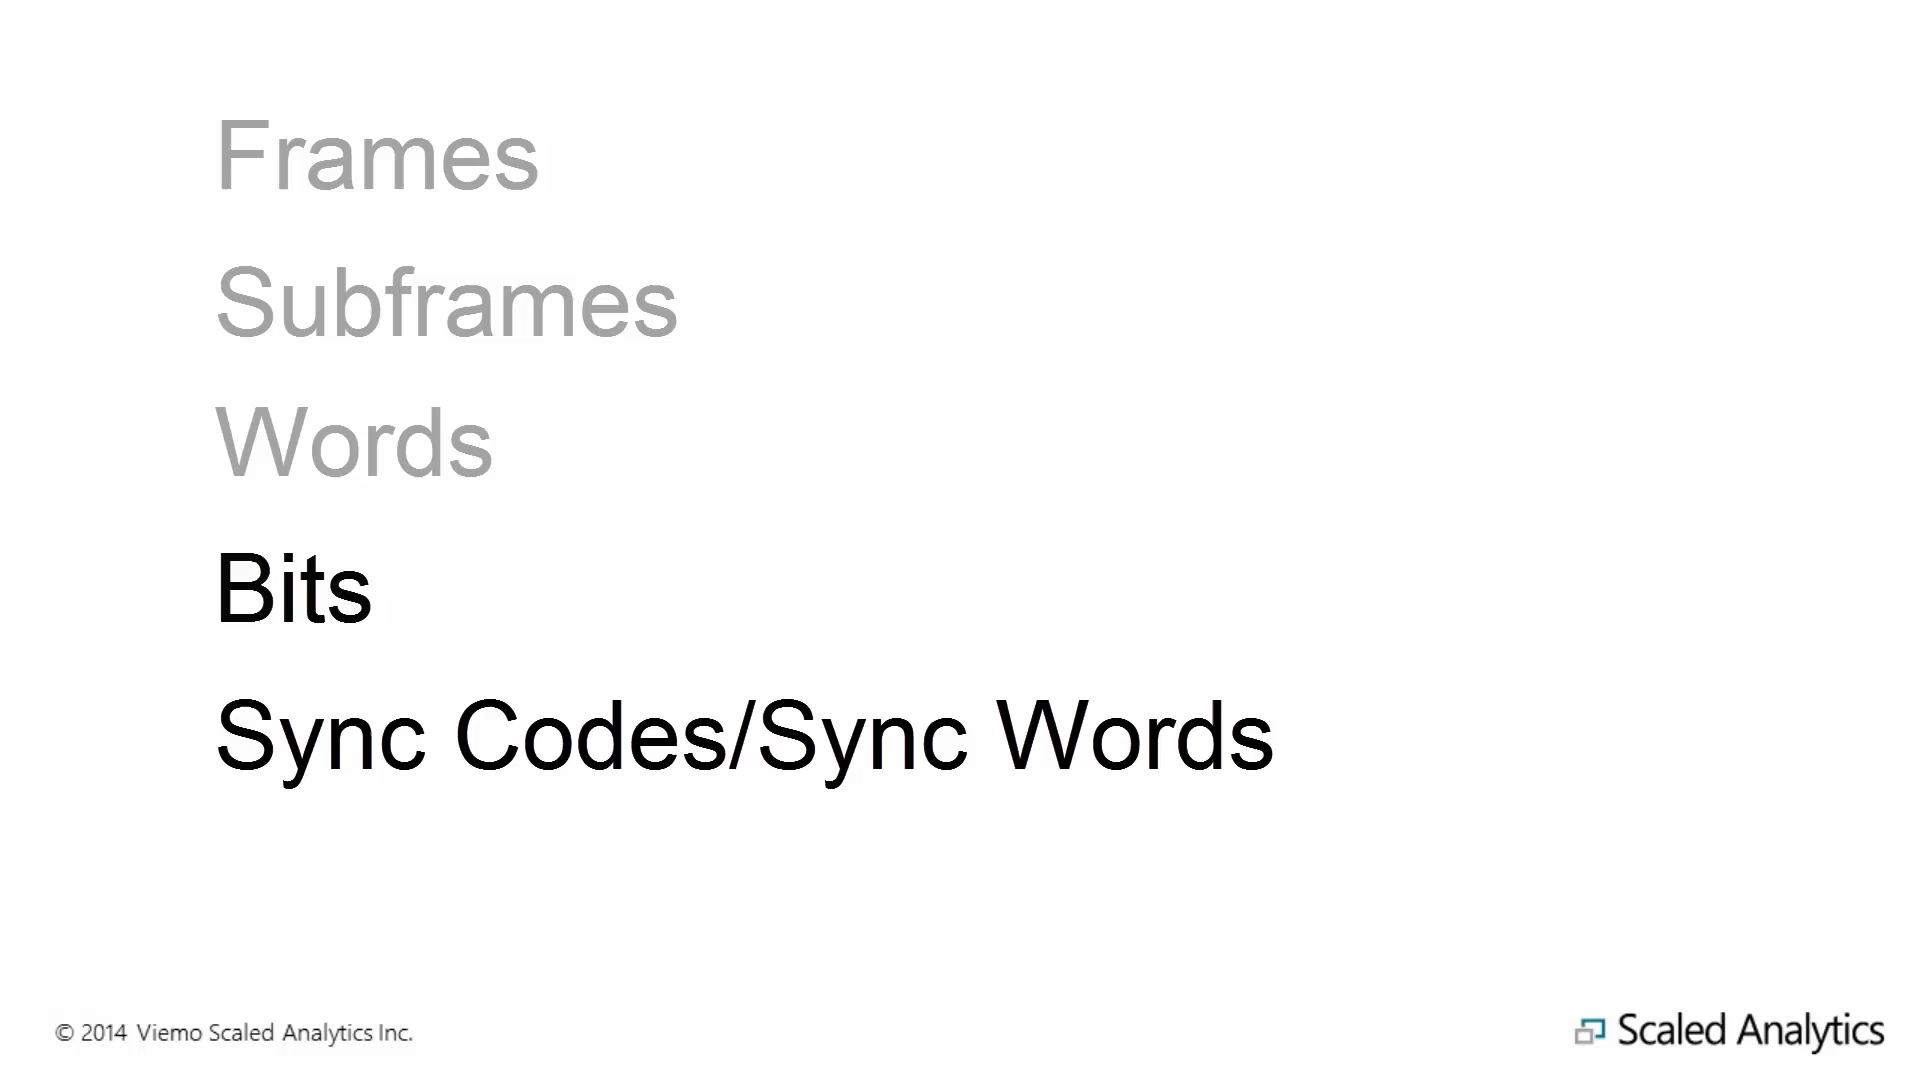 Frames
Subframes
Words
Bits
Sync Codes/Sync Words
© 2014 Viemo Scaled Analytics Inc.
Scaled Analytics